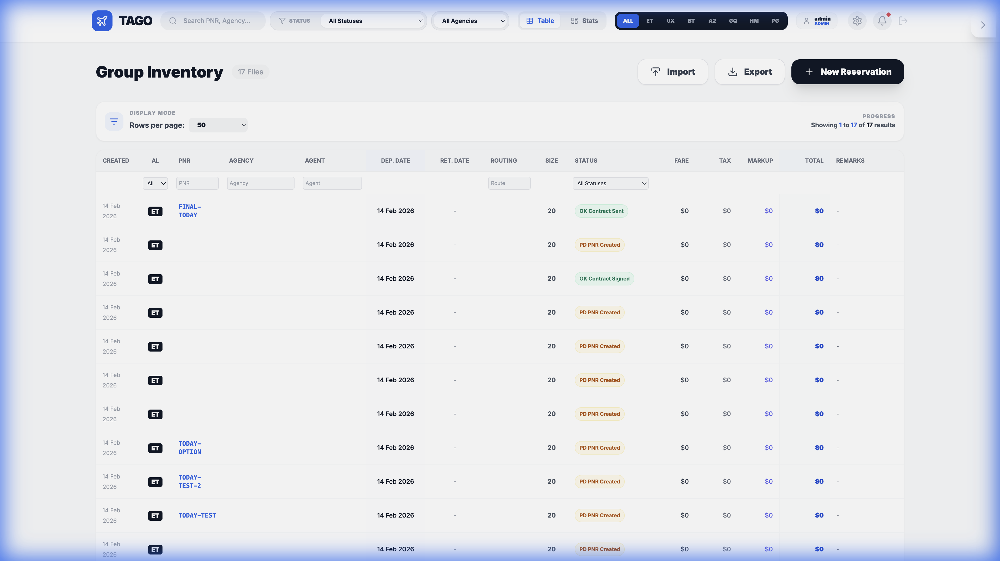 TAGO
Search PNR, Agency...
STATUS
All Statuses
All Agencies
Table
Stats
ALL ET UX BT A2 GQ HM PG
admin
ADMIN
Group Inventory
17 Files
Import
Export
New Reservation
DISPLAY MODE
Rows per page: 50
PROGRESS
Showing 1 to 17 of 17 results
CREATED AL PNR AGENCY AGENT DEP. DATE RET. DATE ROUTING SIZE STATUS FARE TAX MARKUP TOTAL REMARKS
All PNR Agency Agent Route All Statuses
14 Feb 2026 ET FINAL-TODAY 14 Feb 2026 - 20 OK Contract Sent $0 $0 $0 $0 -
14 Feb 2026 ET 14 Feb 2026 - 20 PD PNR Created $0 $0 $0 $0 -
14 Feb 2026 ET 14 Feb 2026 - 20 OK Contract Signed $0 $0 $0 $0 -
14 Feb 2026 ET 14 Feb 2026 - 20 PD PNR Created $0 $0 $0 $0 -
14 Feb 2026 ET 14 Feb 2026 - 20 PD PNR Created $0 $0 $0 $0 -
14 Feb 2026 ET 14 Feb 2026 - 20 PD PNR Created $0 $0 $0 $0 -
14 Feb 2026 ET 14 Feb 2026 - 20 PD PNR Created $0 $0 $0 $0 -
14 Feb 2026 ET TODAY-OPTION 14 Feb 2026 - 20 PD PNR Created $0 $0 $0 $0 -
14 Feb 2026 ET TODAY-TEST-2 14 Feb 2026 - 20 PD PNR Created $0 $0 $0 $0 -
14 Feb 2026 ET TODAY-TEST 14 Feb 2026 - 20 PD PNR Created $0 $0 $0 $0 -
14 Feb 2026 ET 14 Feb 2026 - 20 PD PNR Created $0 $0 $0 $0 -